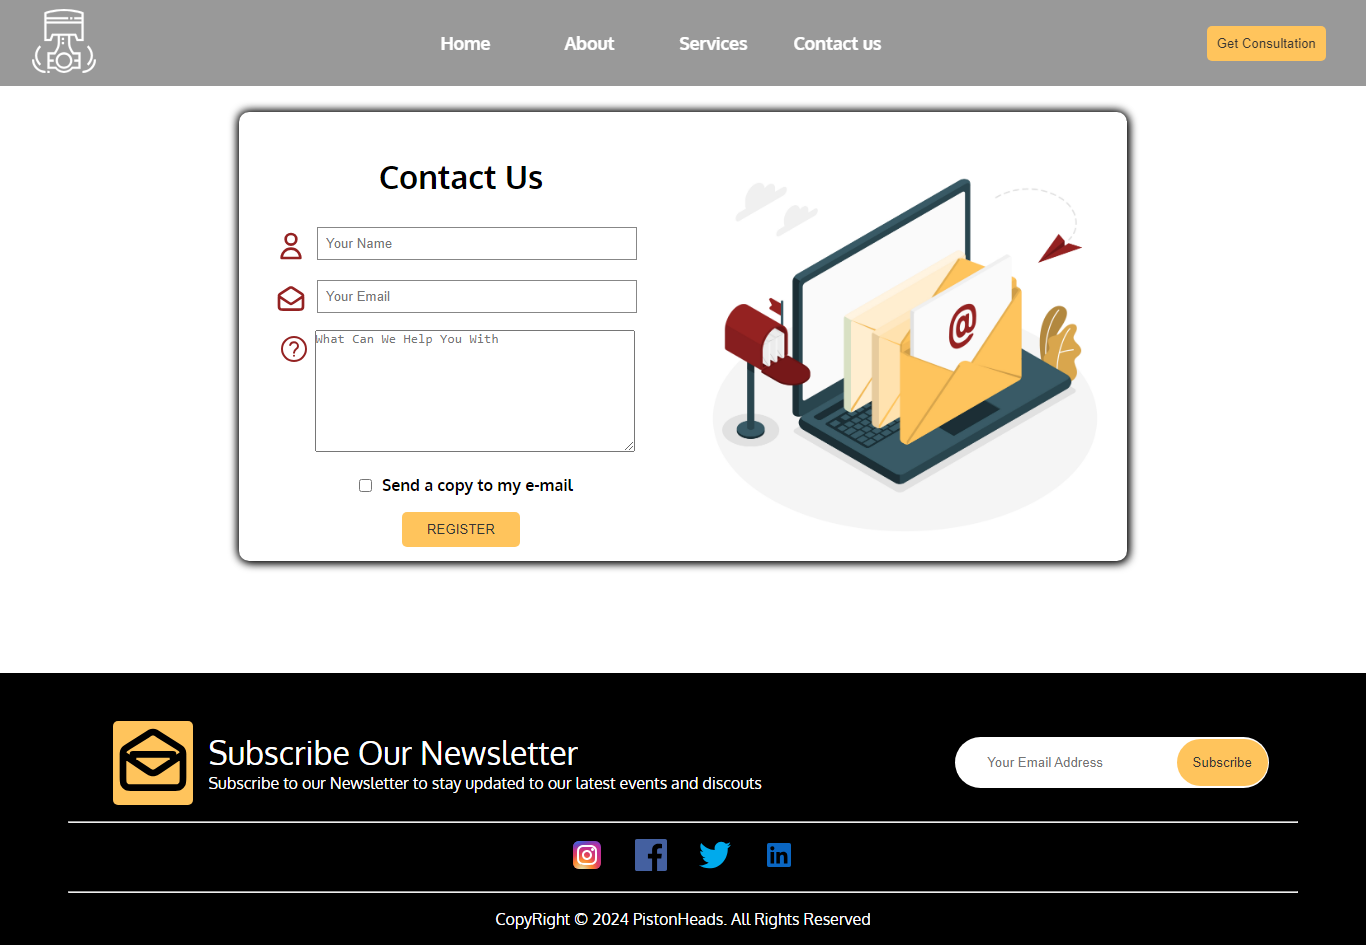 Home About Services Contact us Get Consultation
Contact Us
Your Name
Your Email
What Can We Help You With
@
Send a copy to my e-mail
REGISTER
Subscribe Our Newsletter
Subscribe to our Newsletter to stay updated to our latest events and discouts
Your Email Address Subscribe
CopyRight © 2024 PistonHeads. All Rights Reserved